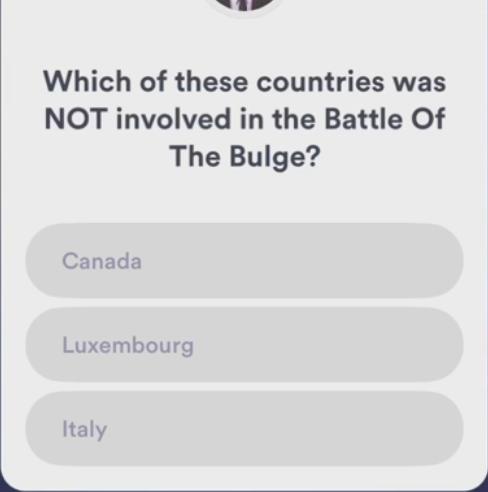 Which of these countries was
NOT involved in the Battle Of
The Bulge?
Canada
Luxembourg
Italy